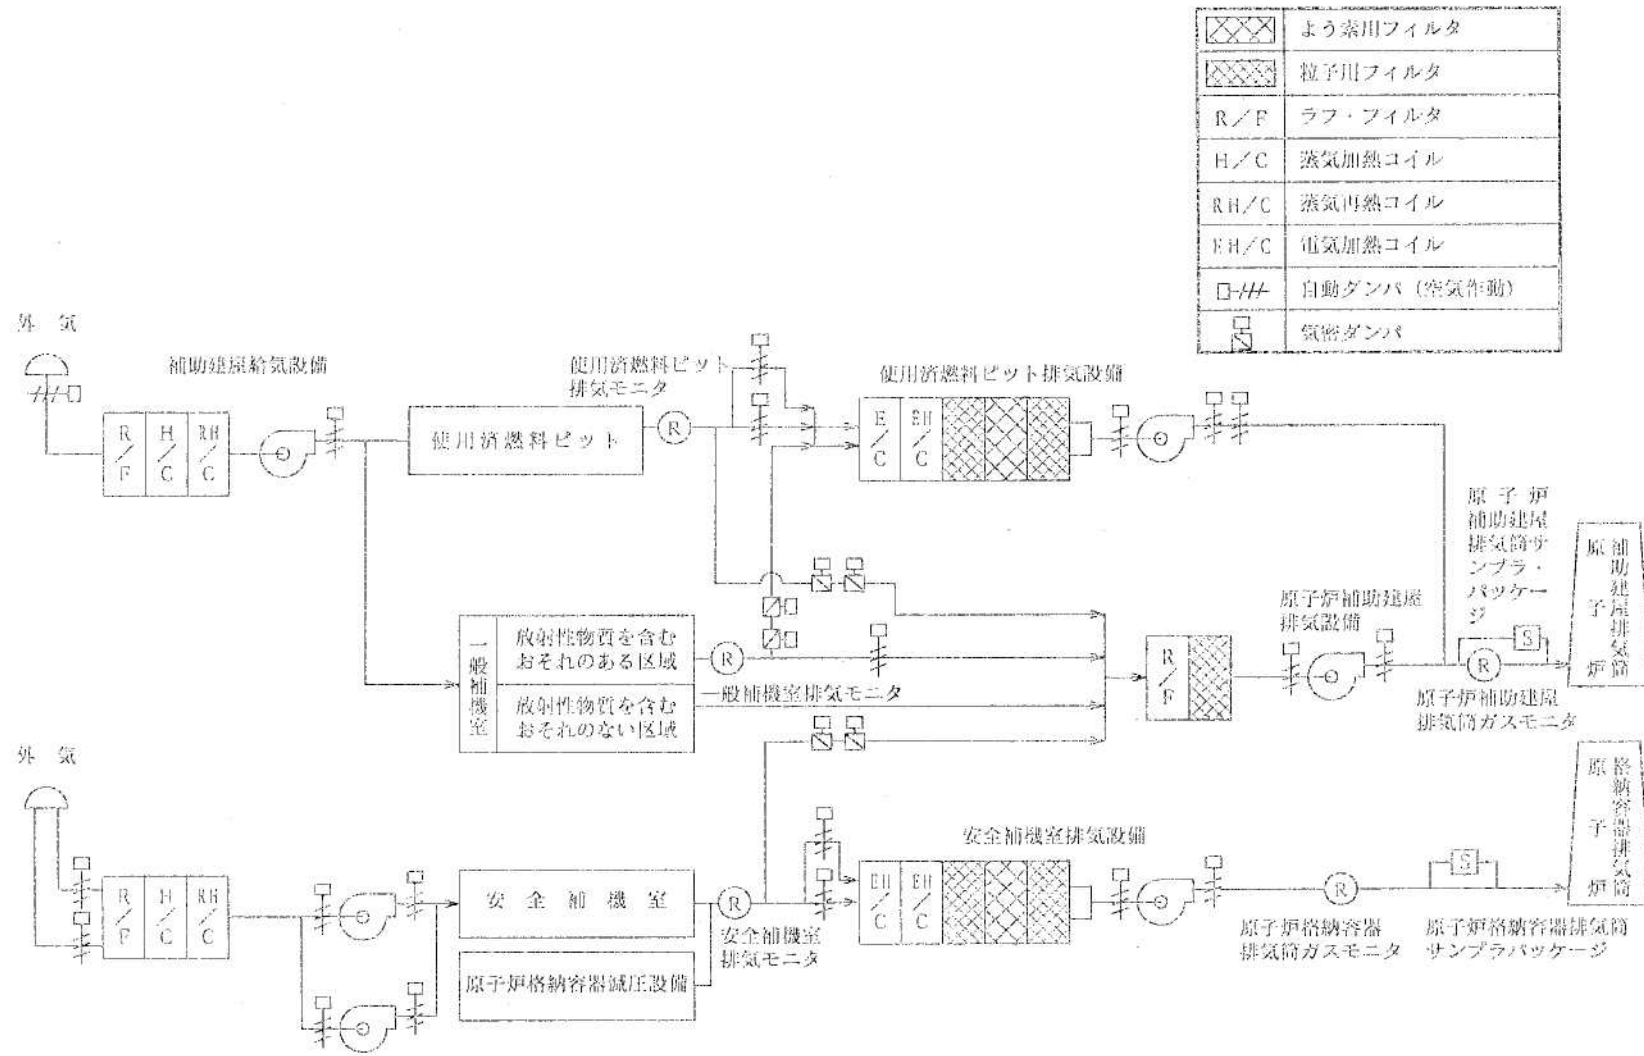 よう素用フィルタ
粒子用フィルタ
R/F ラフ・フィルタ
H/C 蒸気加熱コイル
RH/C 蒸気再熱コイル
EH/C 電気加熱コイル
自動ダンパ（空気作動）
気密ダンパ
外 気
補助建屋給気設備
R/F
H/C
RH/C
使用済燃料ピット
使用済燃料ピット
排気モニタ
R
使用済燃料ピット排気設備
E/C
EH/C
一般補機室
放射性物質を含む
おそれのある区域
放射性物質を含む
おそれのない区域
R
一般補機室排気モニタ
R/F
原子炉補助建屋
排気設備
原子炉
補助建屋
排気筒サ
ンプラ・
パッケー
ジ
S
R
原子炉補助建屋
排気筒ガスモニタ
原子炉
補助建屋排気筒
外 気
R/F
H/C
RH/C
安全補機室
原子炉格納容器減圧設備
R
安全補機室
排気モニタ
安全補機室排気設備
EH/C
EH/C
R
原子炉格納容器
排気筒ガスモニタ
S
原子炉格納容器排気筒
サンプラパッケージ
原子炉
格納容器排気筒